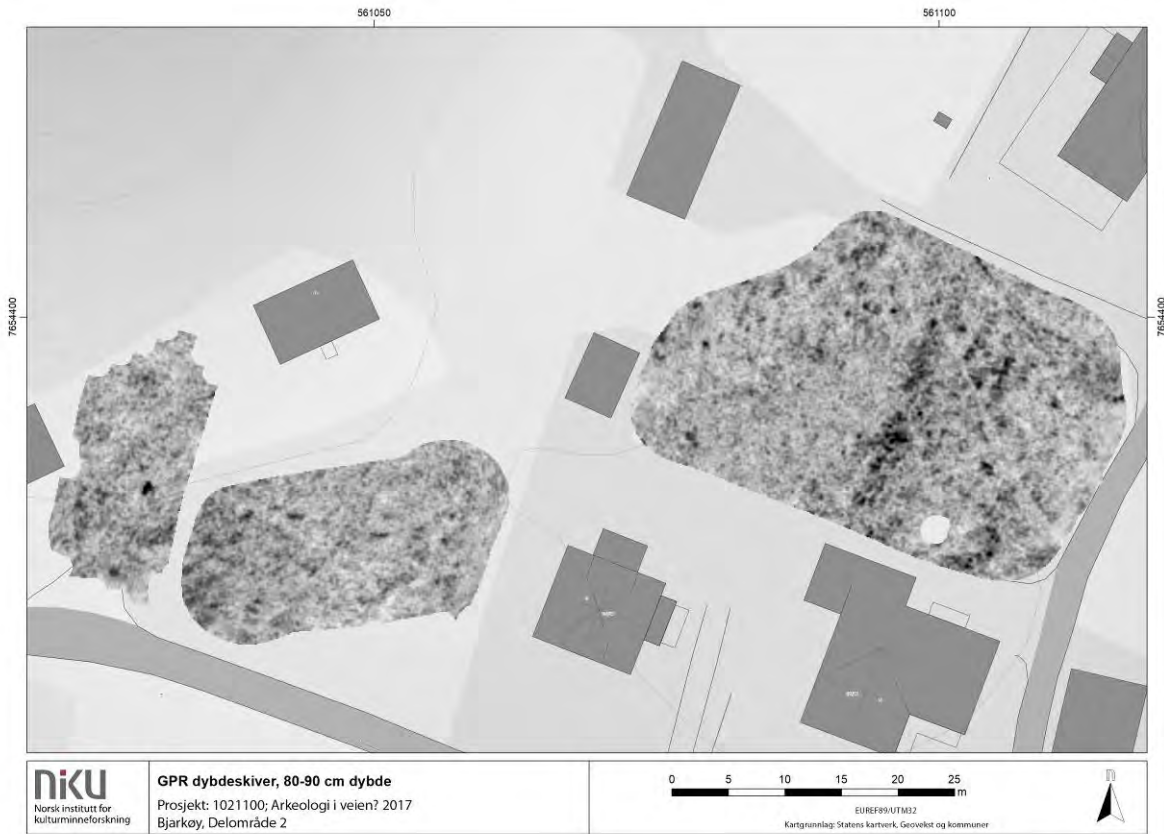 561050
561100
7654400
7654400
niku
Norsk institutt for
kulturminneforskning
GPR dybdeskiver, 80-90 cm dybde
Prosjekt: 1021100; Arkeologi i veien? 2017
Bjarkøy, Delområde 2
0 5 10 15 20 25
m
EUREF89/UTM32
Kartgrunnlag: Statens kartverk, Geovekst og kommuner
n